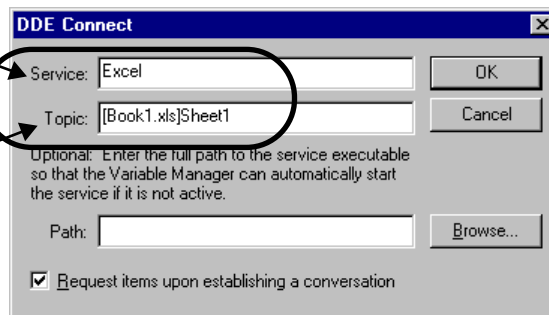 DDE Connect
Service: Excel
OK
Topic: [Book1.xls]Sheet1
Cancel
Optional: Enter the full path to the service executable
so that the Variable Manager can automatically start
the service if it is not active.
Path:
Browse...
Request items upon establishing a conversation